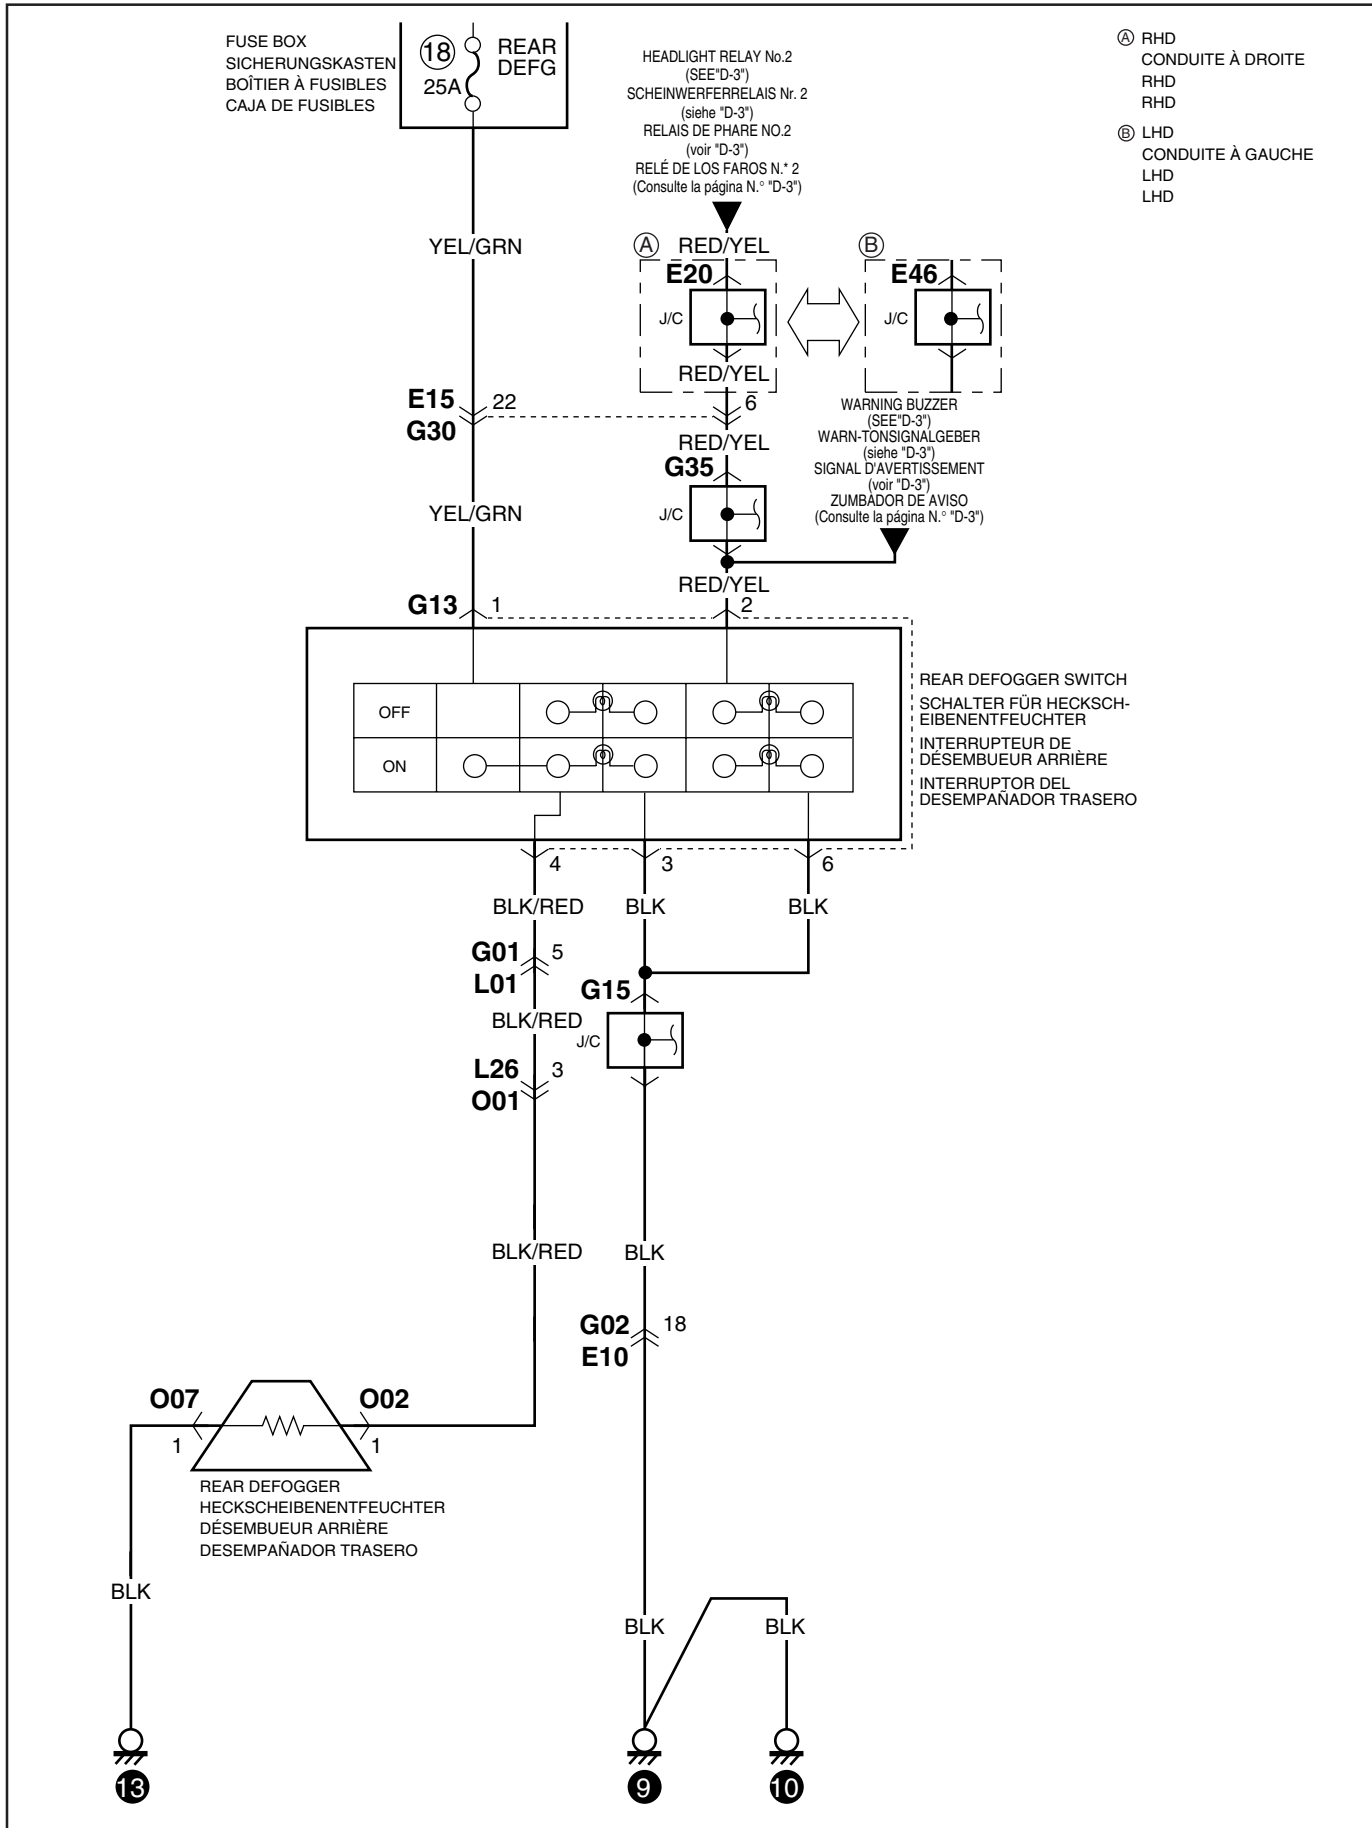 FUSE BOX
SICHERUNGSKASTEN
BOÎTIER À FUSIBLES
CAJA DE FUSIBLES
18
25A
REAR
DEFG
HEADLIGHT RELAY No.2
(SEE"D-3")
SCHEINWERFERRELAIS Nr. 2
(siehe "D-3")
RELAIS DE PHARE NO.2
(voir "D-3")
RELÉ DE LOS FAROS N.* 2
(Consulte la página N.° "D-3")
A RHD
CONDUITE À DROITE
RHD
RHD
B LHD
CONDUITE À GAUCHE
LHD
LHD
YEL/GRN
A
RED/YEL
B
E20
J/C
RED/YEL
E46
J/C
E15
22
G30
6
RED/YEL
G35
J/C
WARNING BUZZER
(SEE"D-3")
WARN-TONSIGNALGEBER
(siehe "D-3")
SIGNAL D'AVERTISSEMENT
(voir "D-3")
ZUMBADOR DE AVISO
(Consulte la página N.° "D-3")
YEL/GRN
RED/YEL
G13
1
2
OFF
ON
REAR DEFOGGER SWITCH
SCHALTER FÜR HECKSCH-
EIBENENTFEUCHTER
INTERRUPTEUR DE
DÉSEMBUEUR ARRIÈRE
INTERRUPTOR DEL
DESEMPAÑADOR TRASERO
4
3
6
BLK/RED
BLK
BLK
G01
5
L01
G15
BLK/RED
J/C
L26
3
O01
BLK/RED
BLK
G02
18
E10
O07
1
O02
1
REAR DEFOGGER
HECKSCHEIBENENTFEUCHTER
DÉSEMBUEUR ARRIÈRE
DESEMPAÑADOR TRASERO
BLK
BLK
BLK
13
9
10